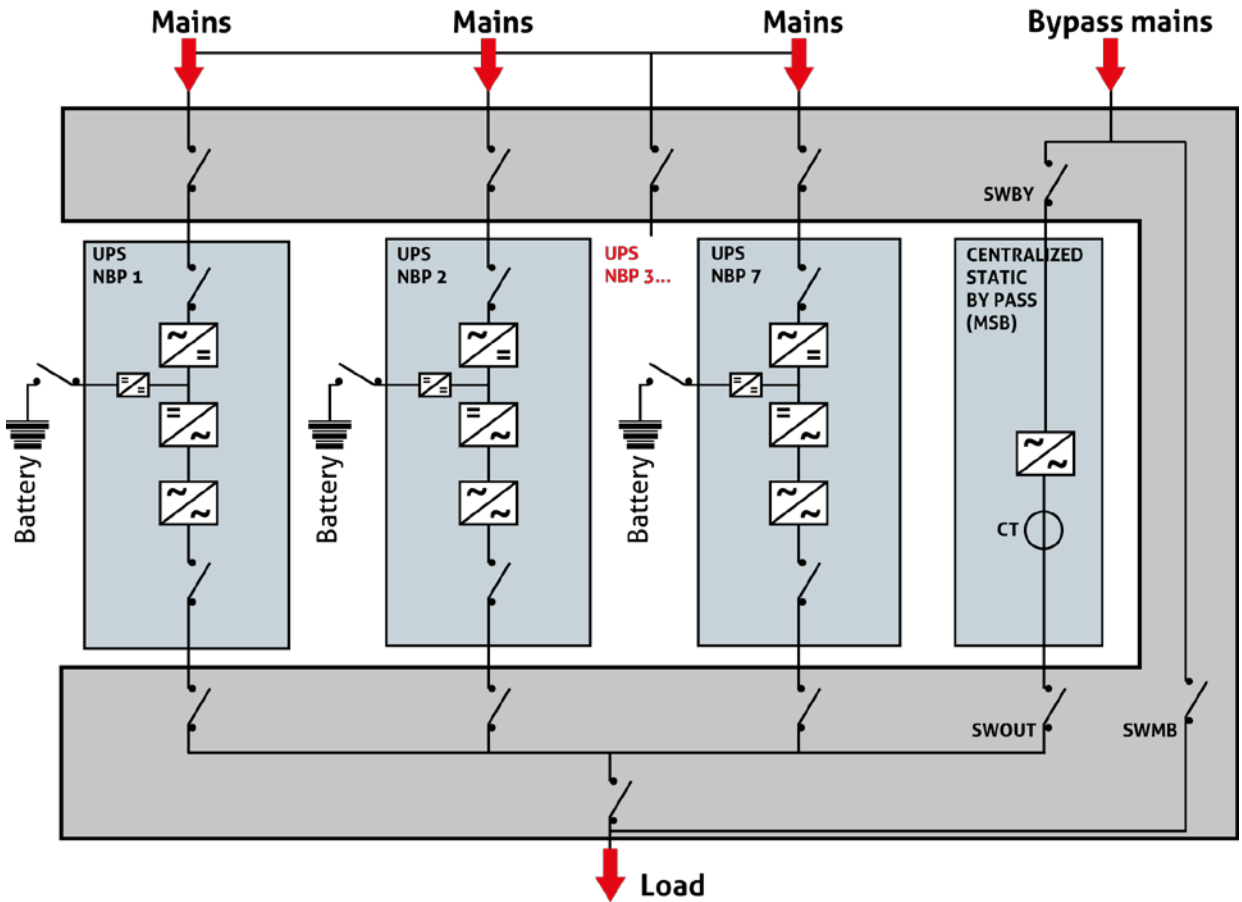 Mains
Mains
Mains
Bypass mains
SWBY
UPS
NBP 1
UPS
NBP 2
UPS
NBP 3...
UPS
NBP 7
CENTRALIZED
STATIC
BY PASS
(MSB)
Battery
Battery
Battery
CT
SWOUT
SWMB
Load